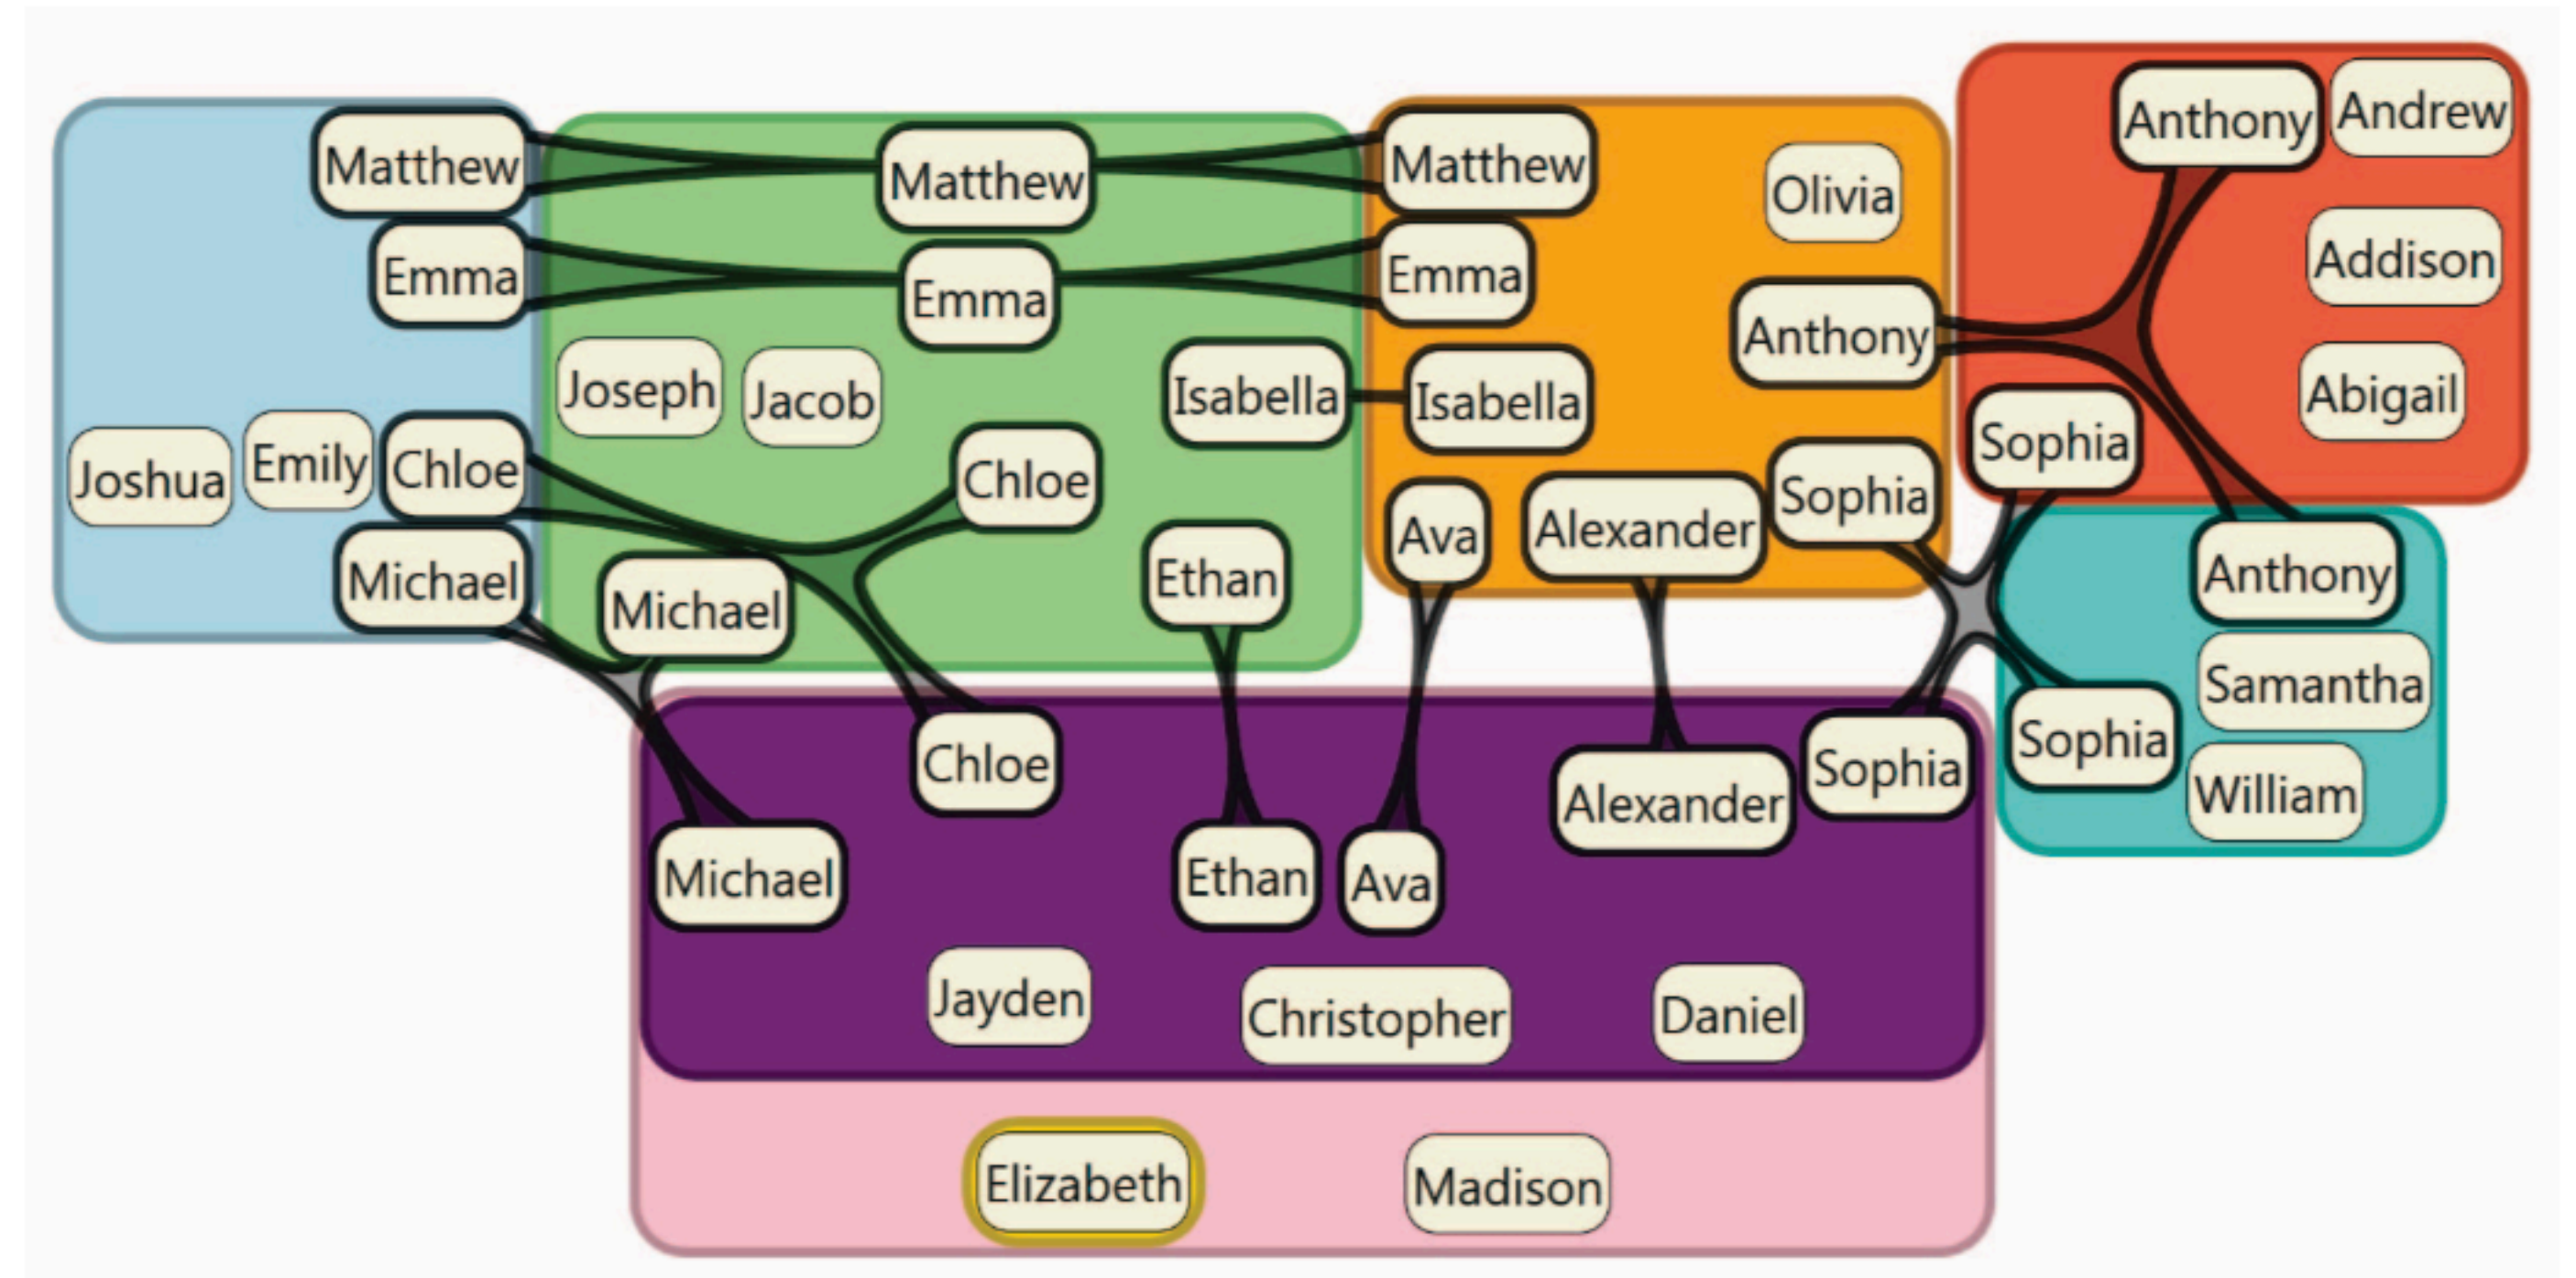 Matthew
Emma
Joshua
Emily
Chloe
Michael
Matthew
Emma
Joseph
Jacob
Isabella
Chloe
Michael
Ethan
Matthew
Olivia
Emma
Anthony
Isabella
Ava
Alexander
Sophia
Anthony
Andrew
Addison
Abigail
Sophia
Anthony
Samantha
Sophia
William
Chloe
Michael
Ethan
Ava
Alexander
Sophia
Jayden
Christopher
Daniel
Elizabeth
Madison